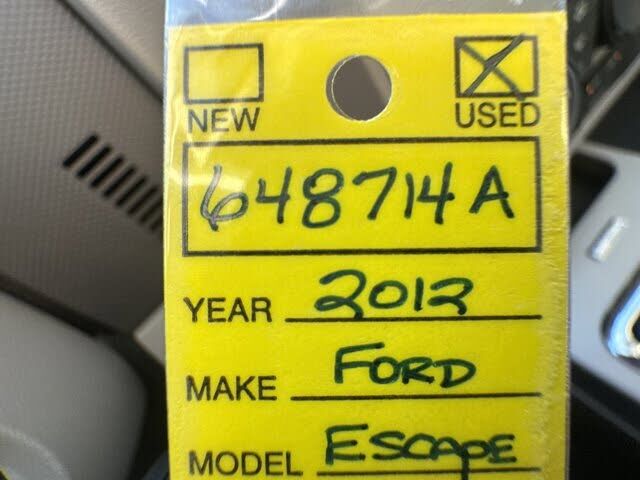 NEW USED
648714A
YEAR 2012
MAKE FORD
MODEL ESCAPE